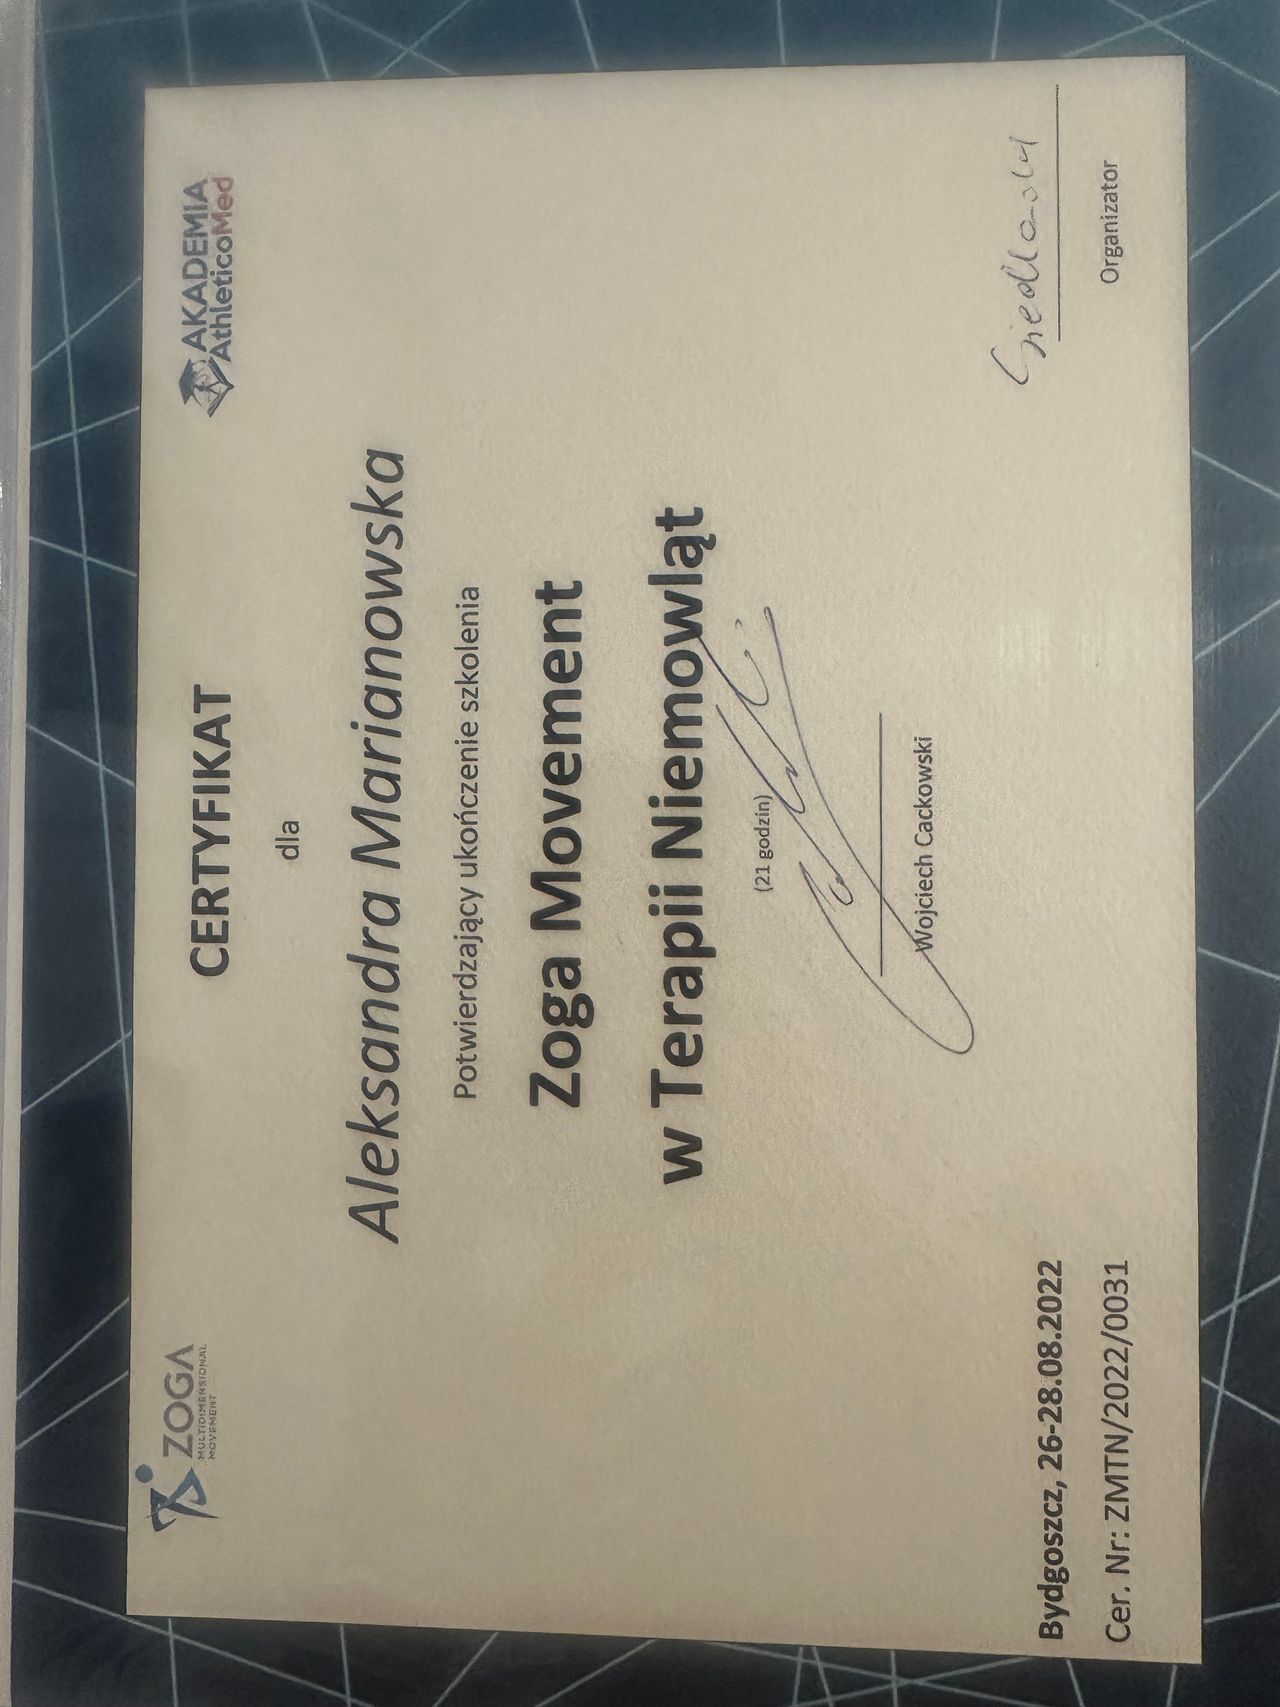 ZOGA
MULTIDIMENSIONAL
MOVEMENT
AKADEMIA
AthleticoMed
CERTYFIKAT
dla
Aleksandra Marianowska
Potwierdzający ukończenie szkolenia
Zoga Movement
w Terapii Niemowląt
(21 godzin)
Wojciech Cackowski
Bydgoszcz, 26-28.08.2022
Cer. Nr: ZMTN/2022/0031
Organizator